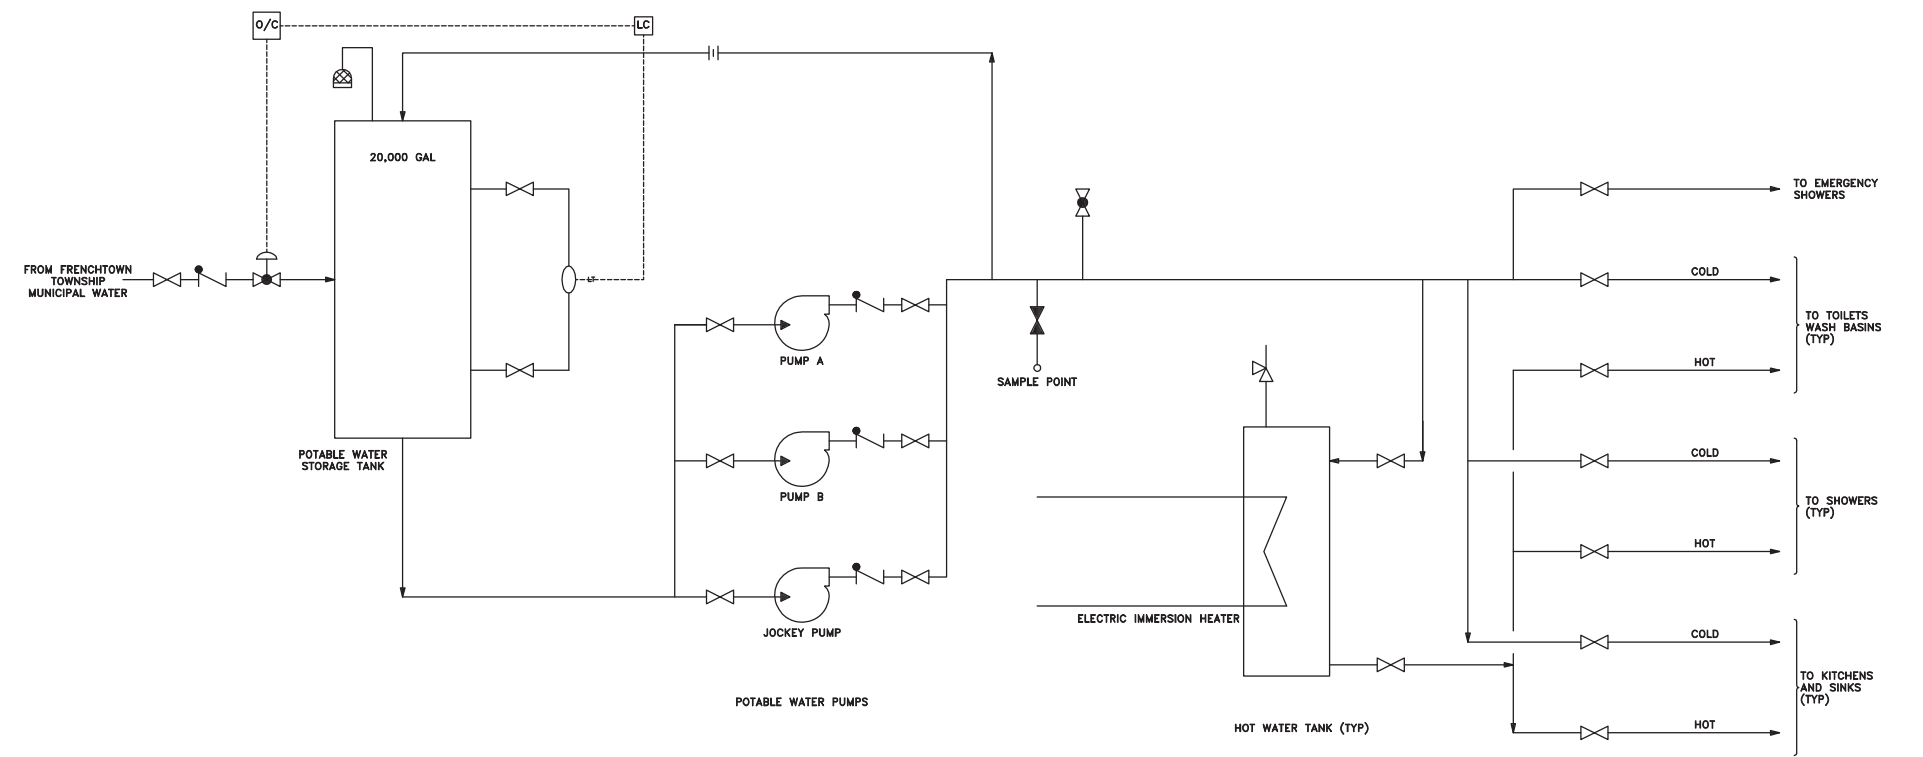 O/C
LC
20,000 GAL
TO EMERGENCY
SHOWERS
FROM FRENCHTOWN
TOWNSHIP
MUNICIPAL WATER
LT
COLD
TO TOILETS
WASH BASINS
(TYP)
HOT
PUMP A
SAMPLE POINT
POTABLE WATER
STORAGE TANK
PUMP B
COLD
TO SHOWERS
(TYP)
HOT
ELECTRIC IMMERSION HEATER
JOCKEY PUMP
COLD
TO KITCHENS
AND SINKS
(TYP)
HOT
POTABLE WATER PUMPS
HOT WATER TANK (TYP)